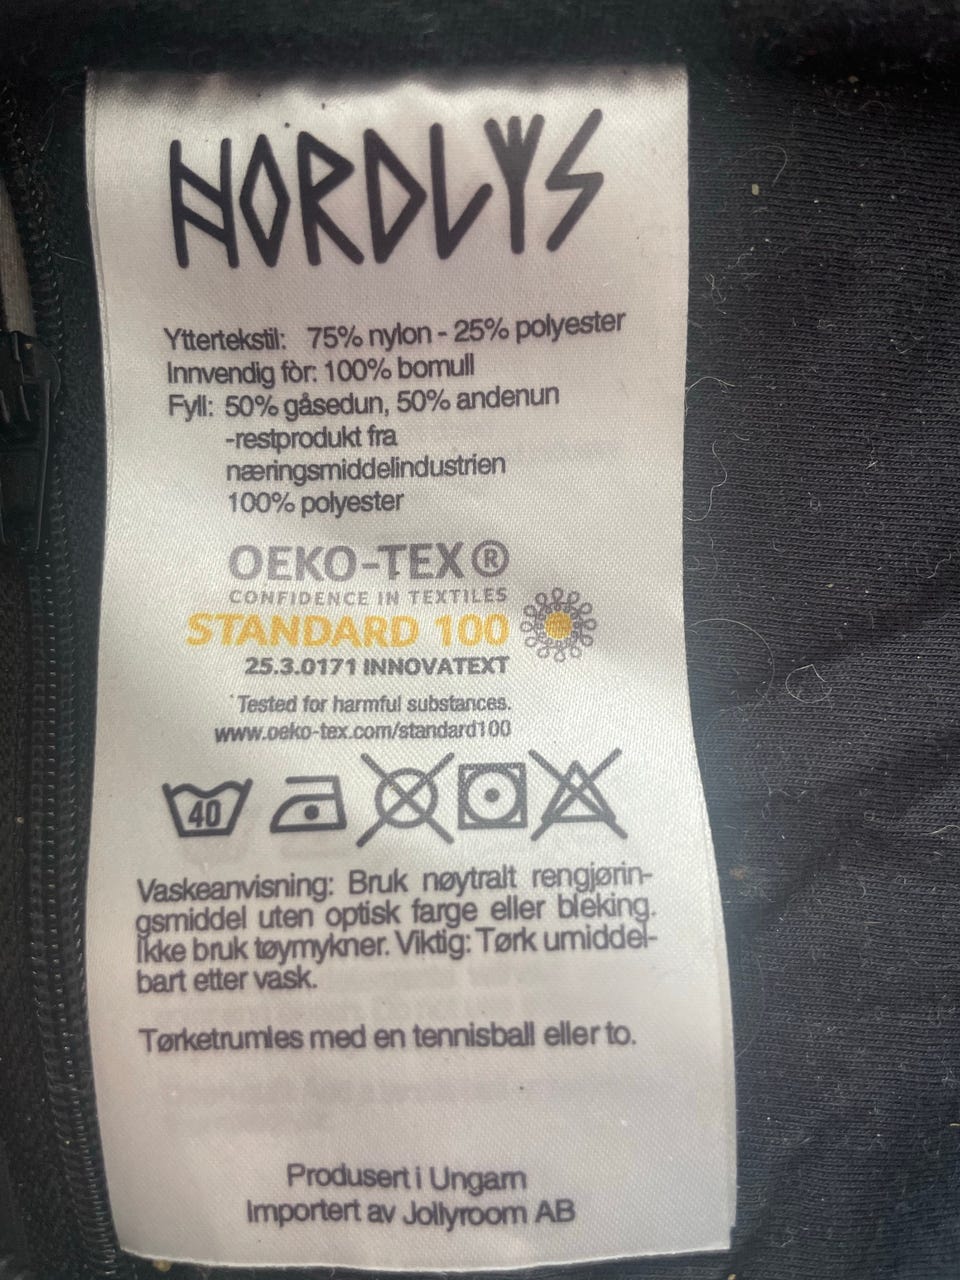 NORDLYS
Yttertekstil: 75% nylon - 25% polyester
Innvendig fòr: 100% bomull
Fyll: 50% gåsedun, 50% andenun
-restprodukt fra
næringsmiddelindustrien
100% polyester
OEKO-TEX®
CONFIDENCE IN TEXTILES
STANDARD 100
25.3.0171 INNOVATEXT
*Tested for harmful substances.
www.oeko-tex.com/standard100
40
Vaskeanvisning: Bruk nøytralt rengjørin-
gsmiddel uten optisk farge eller bleking.
Ikke bruk tøymykner. Viktig: Tørk umiddel-
bart etter vask.
Tørketrumles med en tennisball eller to.
Produsert i Ungarn
Importert av Jollyroom AB